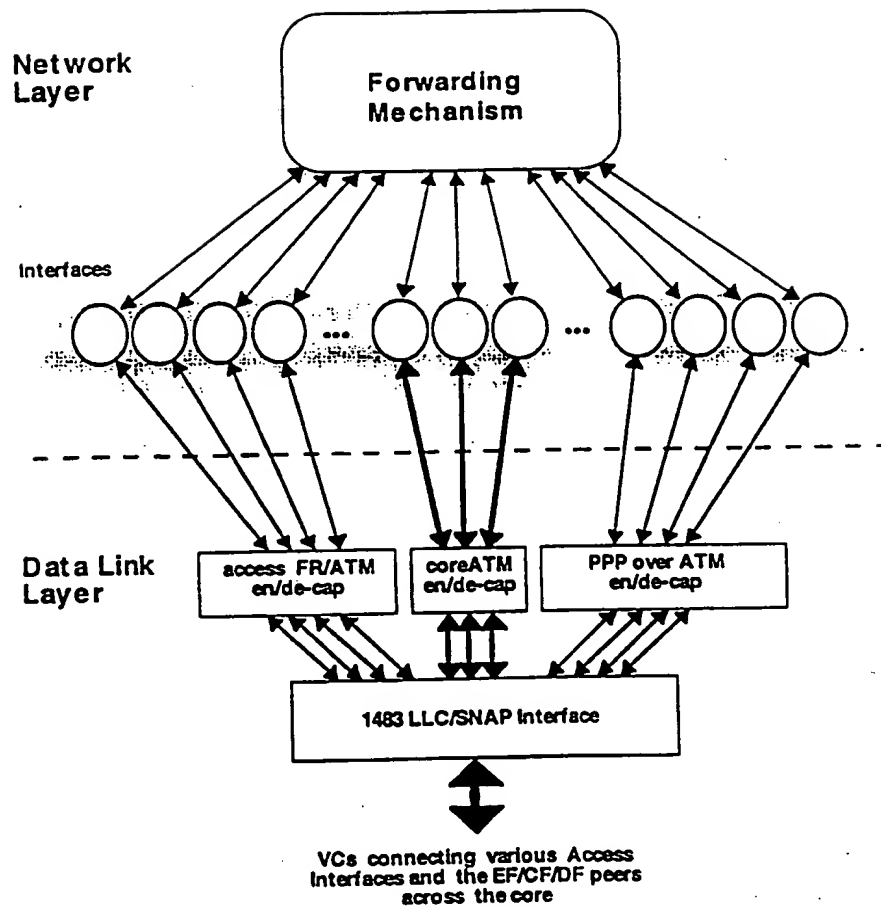 Network
Layer
Forwarding
Mechanism
Interfaces
...
...
Data Link
Layer
access FR/ATM
en/de-cap
coreATM
en/de-cap
PPP over ATM
en/de-cap
1483 LLC/SNAP Interface
VCs connecting various Access
Interfaces and the EF/CF/DF peers
across the core